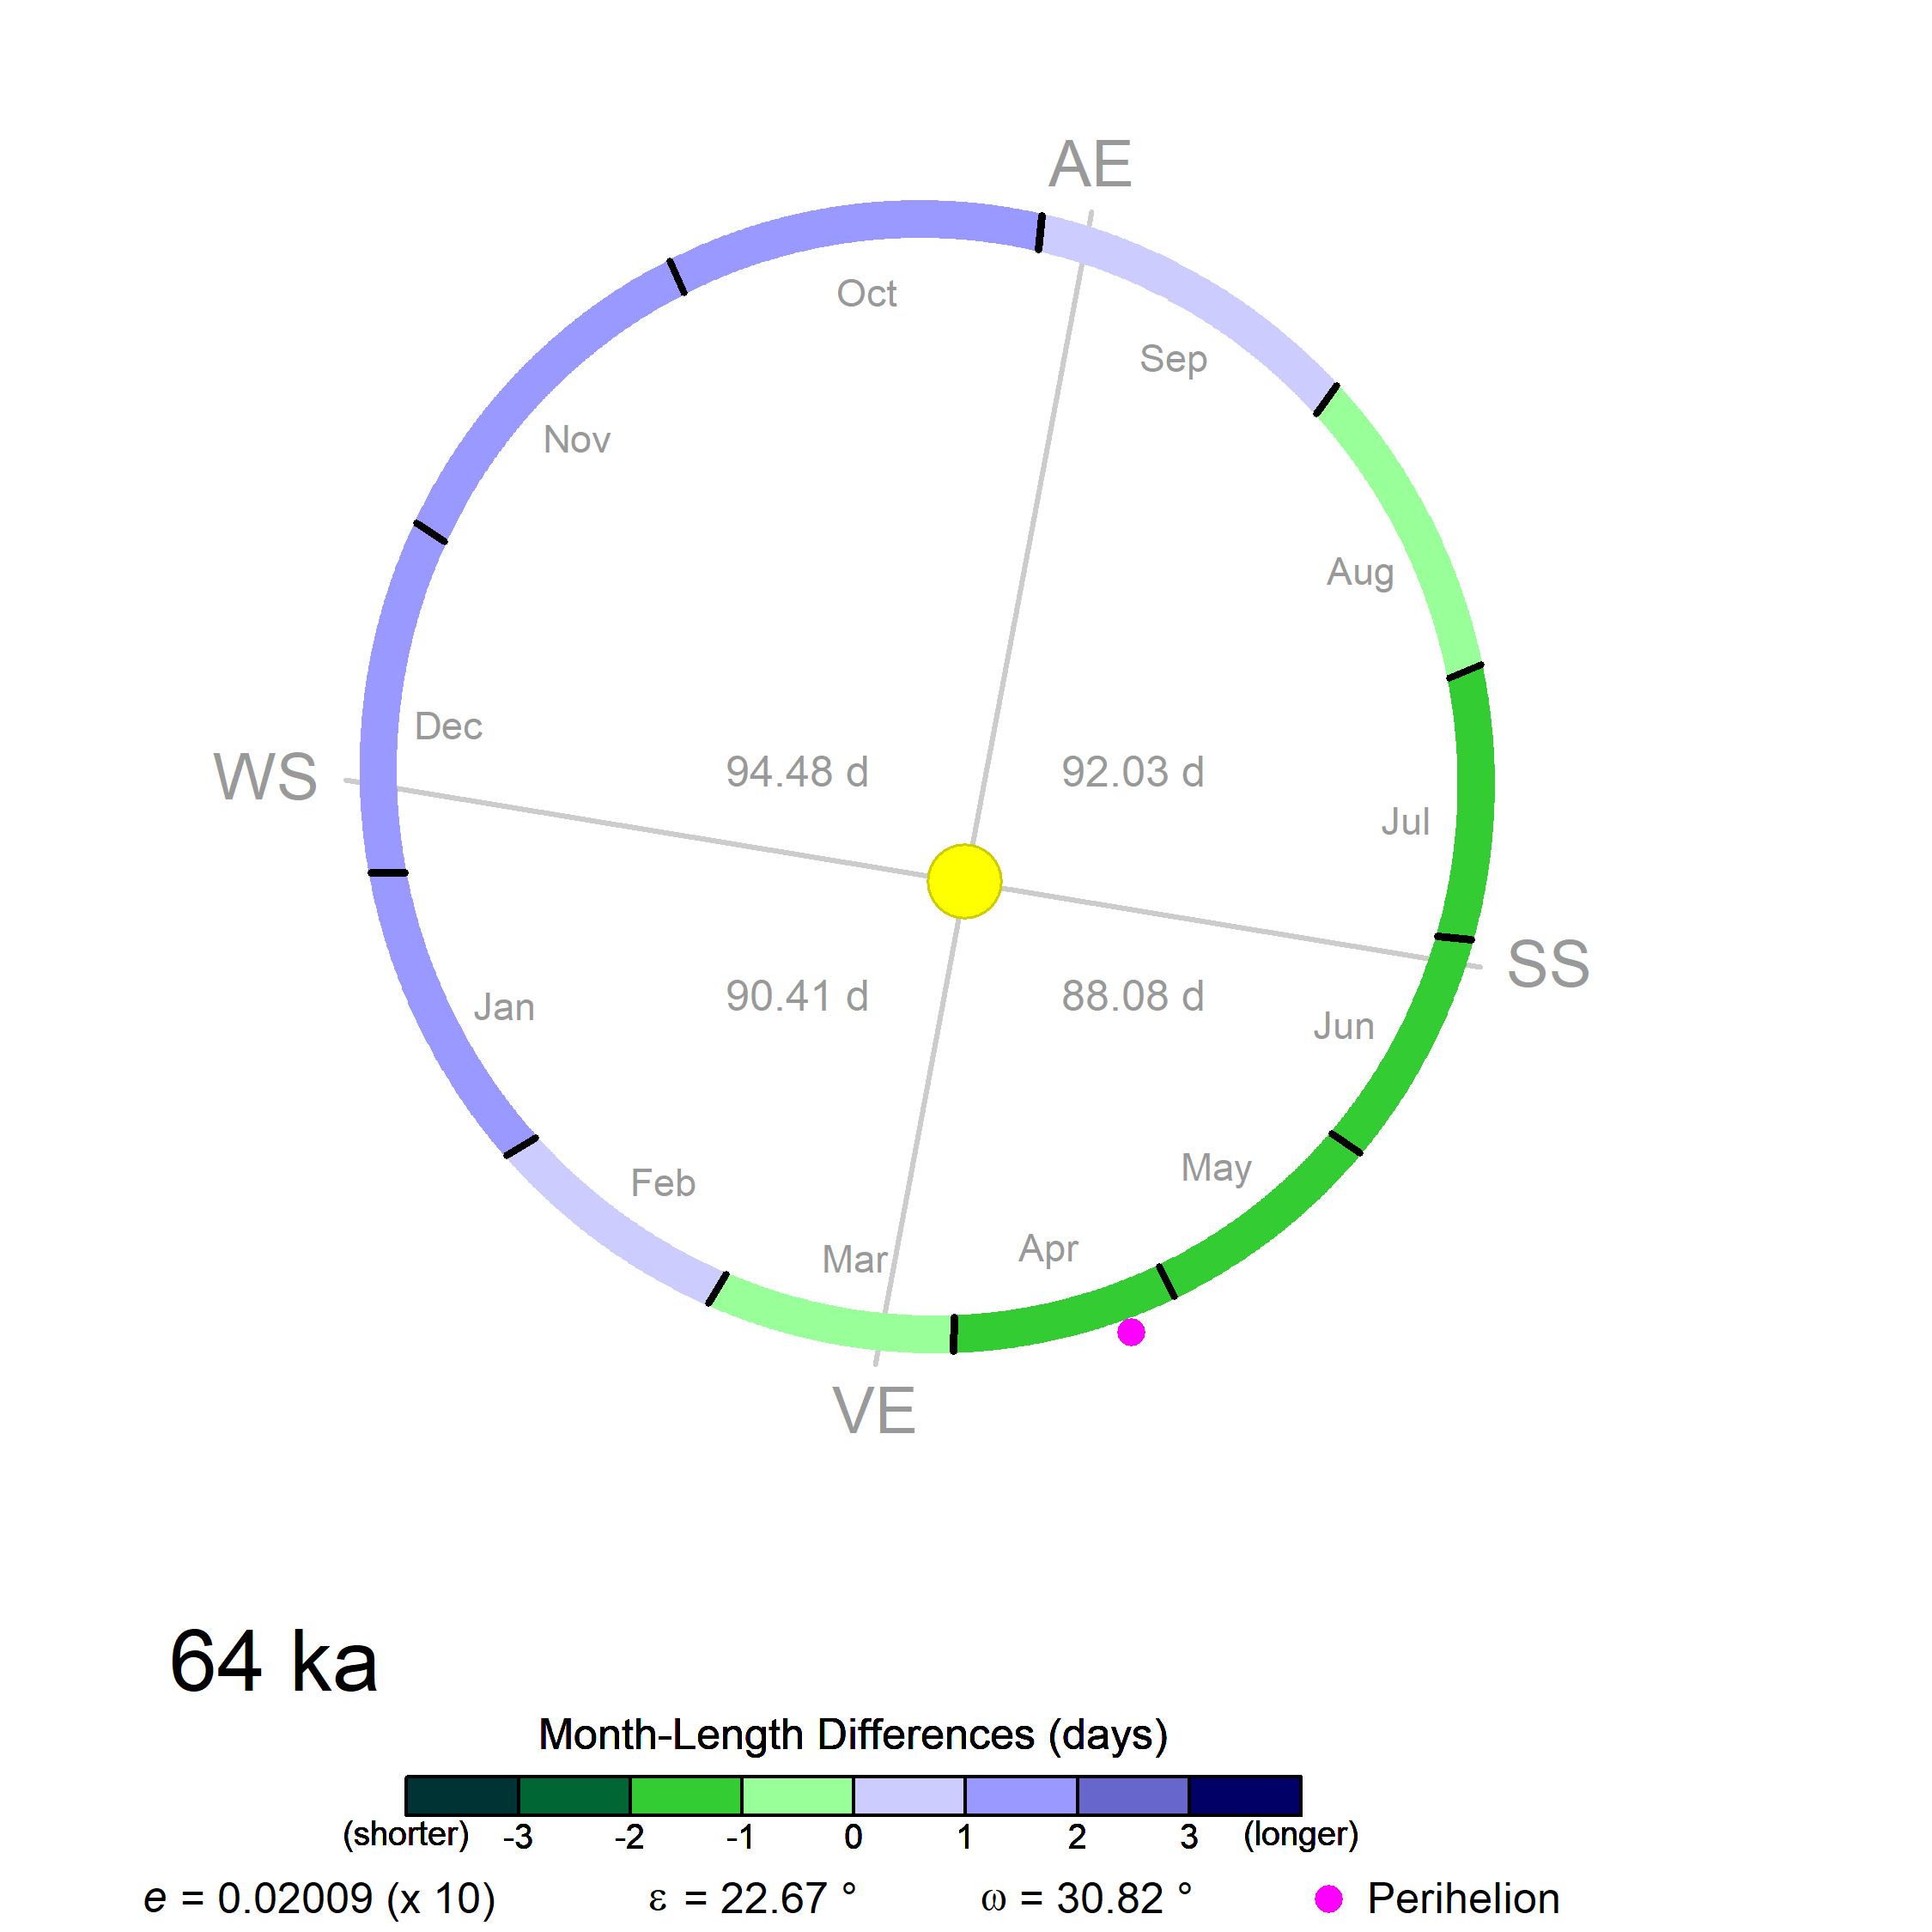 AE
Oct
Sep
Nov
Aug
Dec
WS
94.48 d
92.03 d
Jul
SS
90.41 d
88.08 d
Jan
Jun
May
Feb
Apr
Mar
VE
64 ka
Month-Length Differences (days)
(shorter) -3 -2 -1 0 1 2 3 (longer)
e = 0.02009 (x 10) ε = 22.67 ° ω = 30.82 ° Perihelion